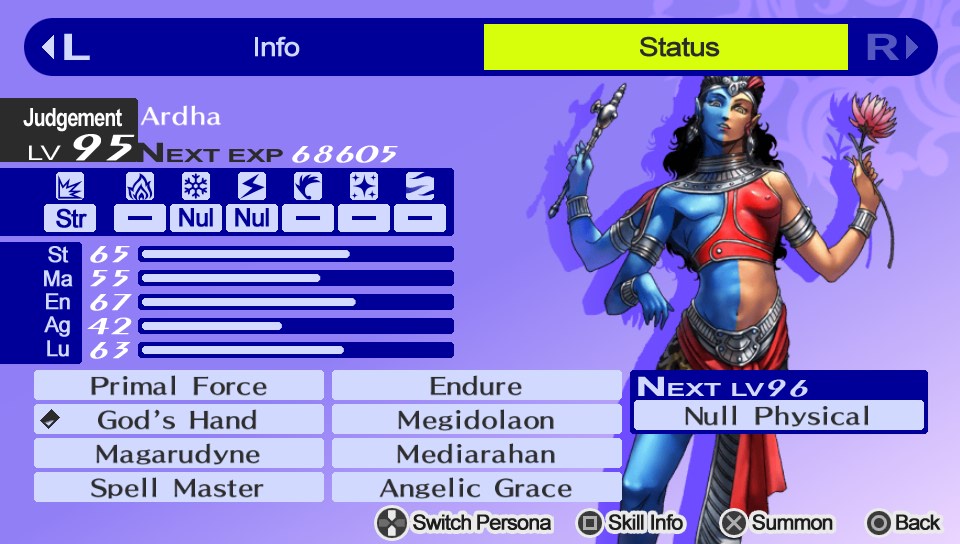 L Info Status R
Judgement Ardha
LV 95 NEXT EXP 68605
Str — Nul Nul — — —
St 65
Ma 55
En 67
Ag 42
Lu 63
Primal Force Endure NEXT LV96
God's Hand Megidolaon Null Physical
Magarudyne Mediarahan
Spell Master Angelic Grace
Switch Persona Skill Info Summon Back